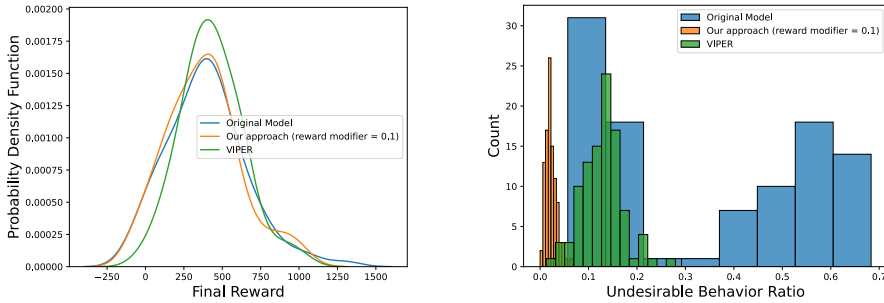 0.00200
0.00175
0.00150
0.00125
0.00100
0.00075
0.00050
0.00025
0.00000
Probability Density Function
Original Model
Our approach (reward modifier = 0.1)
VIPER
−250 0 250 500 750 1000 1250 1500
Final Reward
30
25
20
15
10
5
0
Count
Original Model
Our approach (reward modifier = 0.1)
VIPER
0.0 0.1 0.2 0.3 0.4 0.5 0.6 0.7
Undesirable Behavior Ratio